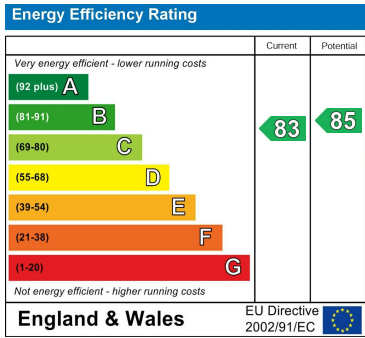 Energy Efficiency Rating
Current Potential
Very energy efficient - lower running costs
(92 plus) A
(81-91) B
(69-80) C
(55-68) D
(39-54) E
(21-38) F
(1-20) G
83
85
Not energy efficient - higher running costs
England & Wales
EU Directive
2002/91/EC